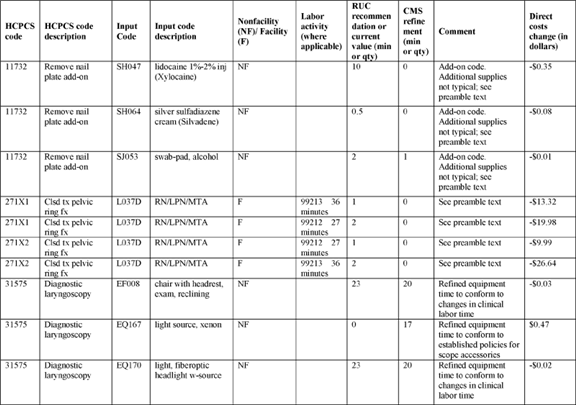 HCPCS code
HCPCS code description
Input Code
Input code description
Nonfacility (NF)/ Facility (F)
Labor activity (where applicable)
RUC recommen dation or current value (min or qty)
CMS refine ment (min or qty)
Comment
Direct costs change (in dollars)
11732 Remove nail plate add-on SH047 lidocaine 1%-2% inj (Xylocaine) NF 10 0 Add-on code. Additional supplies not typical; see preamble text -$0.35
11732 Remove nail plate add-on SH064 silver sulfadiazene cream (Silvadene) NF 0.5 0 Add-on code. Additional supplies not typical; see preamble text -$0.08
11732 Remove nail plate add-on SJ053 swab-pad, alcohol NF 2 1 Add-on code. Additional supplies not typical; see preamble text -$0.01
271X1 Clsd tx pelvic ring fx L037D RN/LPN/MTA F 99213 36 minutes 1 0 See preamble text -$13.32
271X1 Clsd tx pelvic ring fx L037D RN/LPN/MTA F 99212 27 minutes 2 0 See preamble text -$19.98
271X2 Clsd tx pelvic ring fx L037D RN/LPN/MTA F 99212 27 minutes 1 0 See preamble text -$9.99
271X2 Clsd tx pelvic ring fx L037D RN/LPN/MTA F 99213 36 minutes 2 0 See preamble text -$26.64
31575 Diagnostic laryngoscopy EF008 chair with headrest, exam, reclining NF 23 20 Refined equipment time to conform to changes in clinical labor time -$0.03
31575 Diagnostic laryngoscopy EQ167 light source, xenon NF 0 17 Refined equipment time to conform to established policies for scope accessories $0.47
31575 Diagnostic laryngoscopy EQ170 light, fiberoptic headlight w-source NF 23 20 Refined equipment time to conform to changes in clinical labor time -$0.02